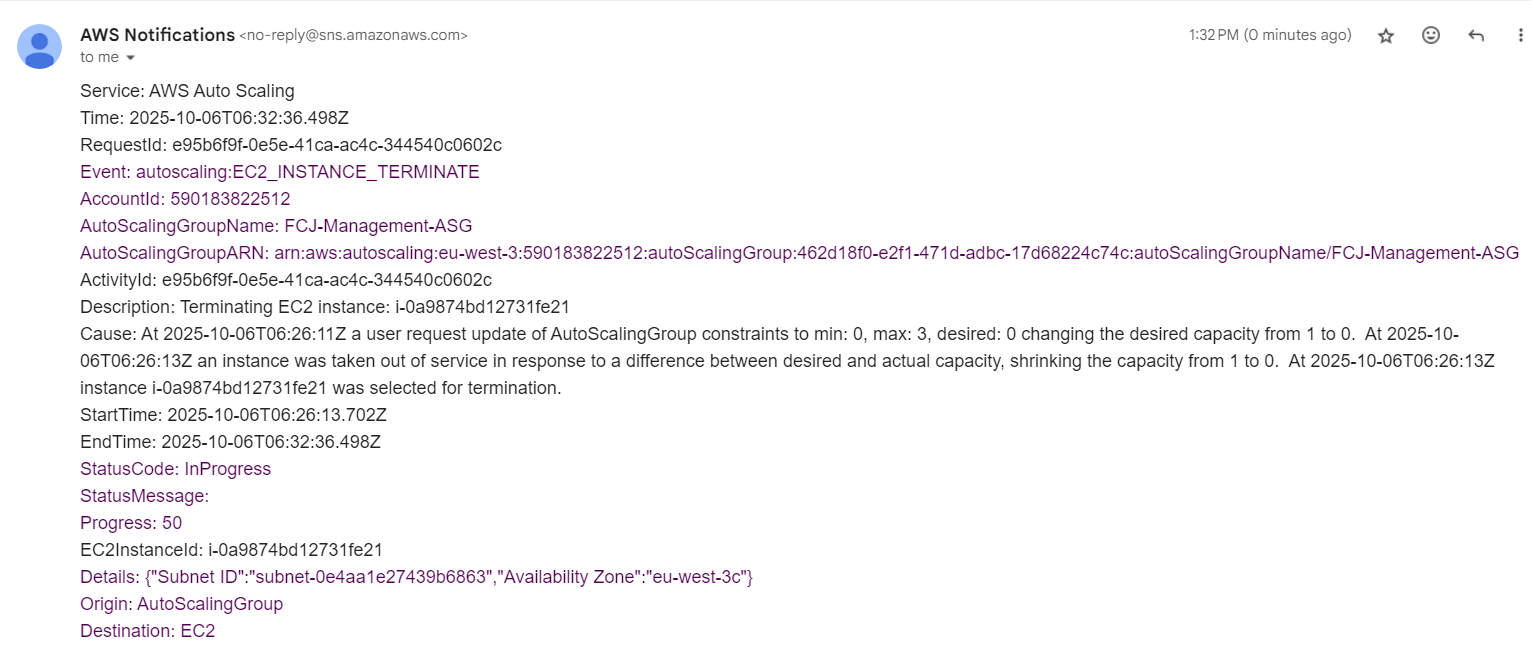 AWS Notifications <no-reply@sns.amazonaws.com>
1:32 PM (0 minutes ago)
to me
Service: AWS Auto Scaling
Time: 2025-10-06T06:32:36.498Z
RequestId: e95b6f9f-0e5e-41ca-ac4c-344540c0602c
Event: autoscaling:EC2_INSTANCE_TERMINATE
AccountId: 590183822512
AutoScalingGroupName: FCJ-Management-ASG
AutoScalingGroupARN: arn:aws:autoscaling:eu-west-3:590183822512:autoScalingGroup:462d18f0-e2f1-471d-adbc-17d68224c74c:autoScalingGroupName/FCJ-Management-ASG
ActivityId: e95b6f9f-0e5e-41ca-ac4c-344540c0602c
Description: Terminating EC2 instance: i-0a9874bd12731fe21
Cause: At 2025-10-06T06:26:11Z a user request update of AutoScalingGroup constraints to min: 0, max: 3, desired: 0 changing the desired capacity from 1 to 0.  At 2025-10-
06T06:26:13Z an instance was taken out of service in response to a difference between desired and actual capacity, shrinking the capacity from 1 to 0.  At 2025-10-06T06:26:13Z
instance i-0a9874bd12731fe21 was selected for termination.
StartTime: 2025-10-06T06:26:13.702Z
EndTime: 2025-10-06T06:32:36.498Z
StatusCode: InProgress
StatusMessage:
Progress: 50
EC2InstanceId: i-0a9874bd12731fe21
Details: {"Subnet ID":"subnet-0e4aa1e27439b6863","Availability Zone":"eu-west-3c"}
Origin: AutoScalingGroup
Destination: EC2